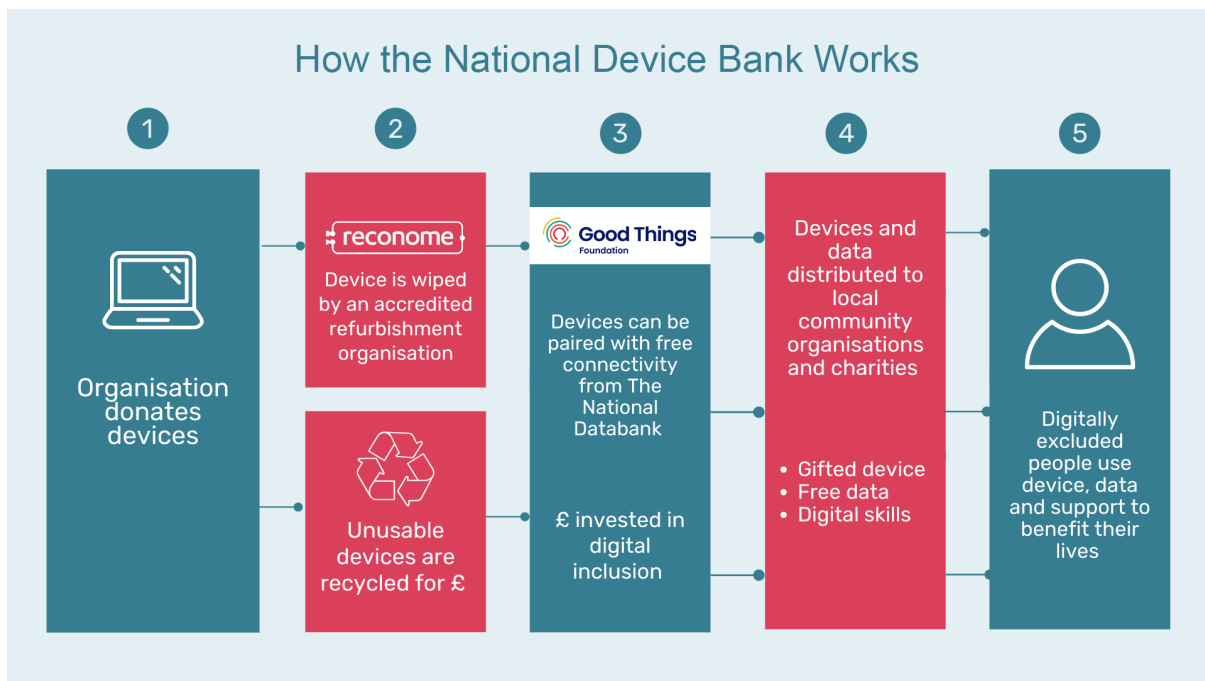 How the National Device Bank Works
1
2
3
4
5
Organisation
donates
devices
reconome
Device is wiped
by an accredited
refurbishment
organisation
Unusable
devices are
recycled for £
Good Things
Foundation
Devices can be
paired with free
connectivity
from The
National
Databank
£ invested in
digital
inclusion
Devices and
data
distributed to
local
community
organisations
and charities
• Gifted device
• Free data
• Digital skills
Digitally
excluded
people use
device, data
and support to
benefit their
lives